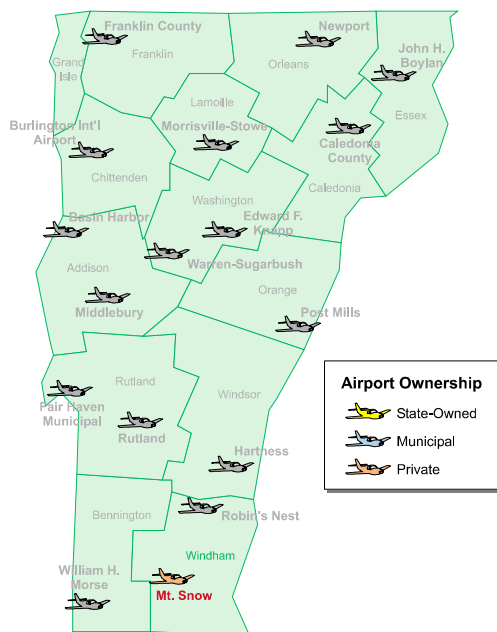 Franklin County
Newport
Franklin
Grand
Isle
Orleans
John H.
Boylan
Lamoille
Essex
Burlington Int'l
Airport
Morrisville-Stowe
Caledonia
County
Chittenden
Caledonia
Washington
Basin Harbor
Edward F.
Knapp
Warren-Sugarbush
Addison
Orange
Middlebury
Post Mills
Airport Ownership
State-Owned
Municipal
Private
Rutland
Windsor
Fair Haven
Municipal
Rutland
Hartness
Bennington
Robin's Nest
Windham
William H.
Morse
Mt. Snow